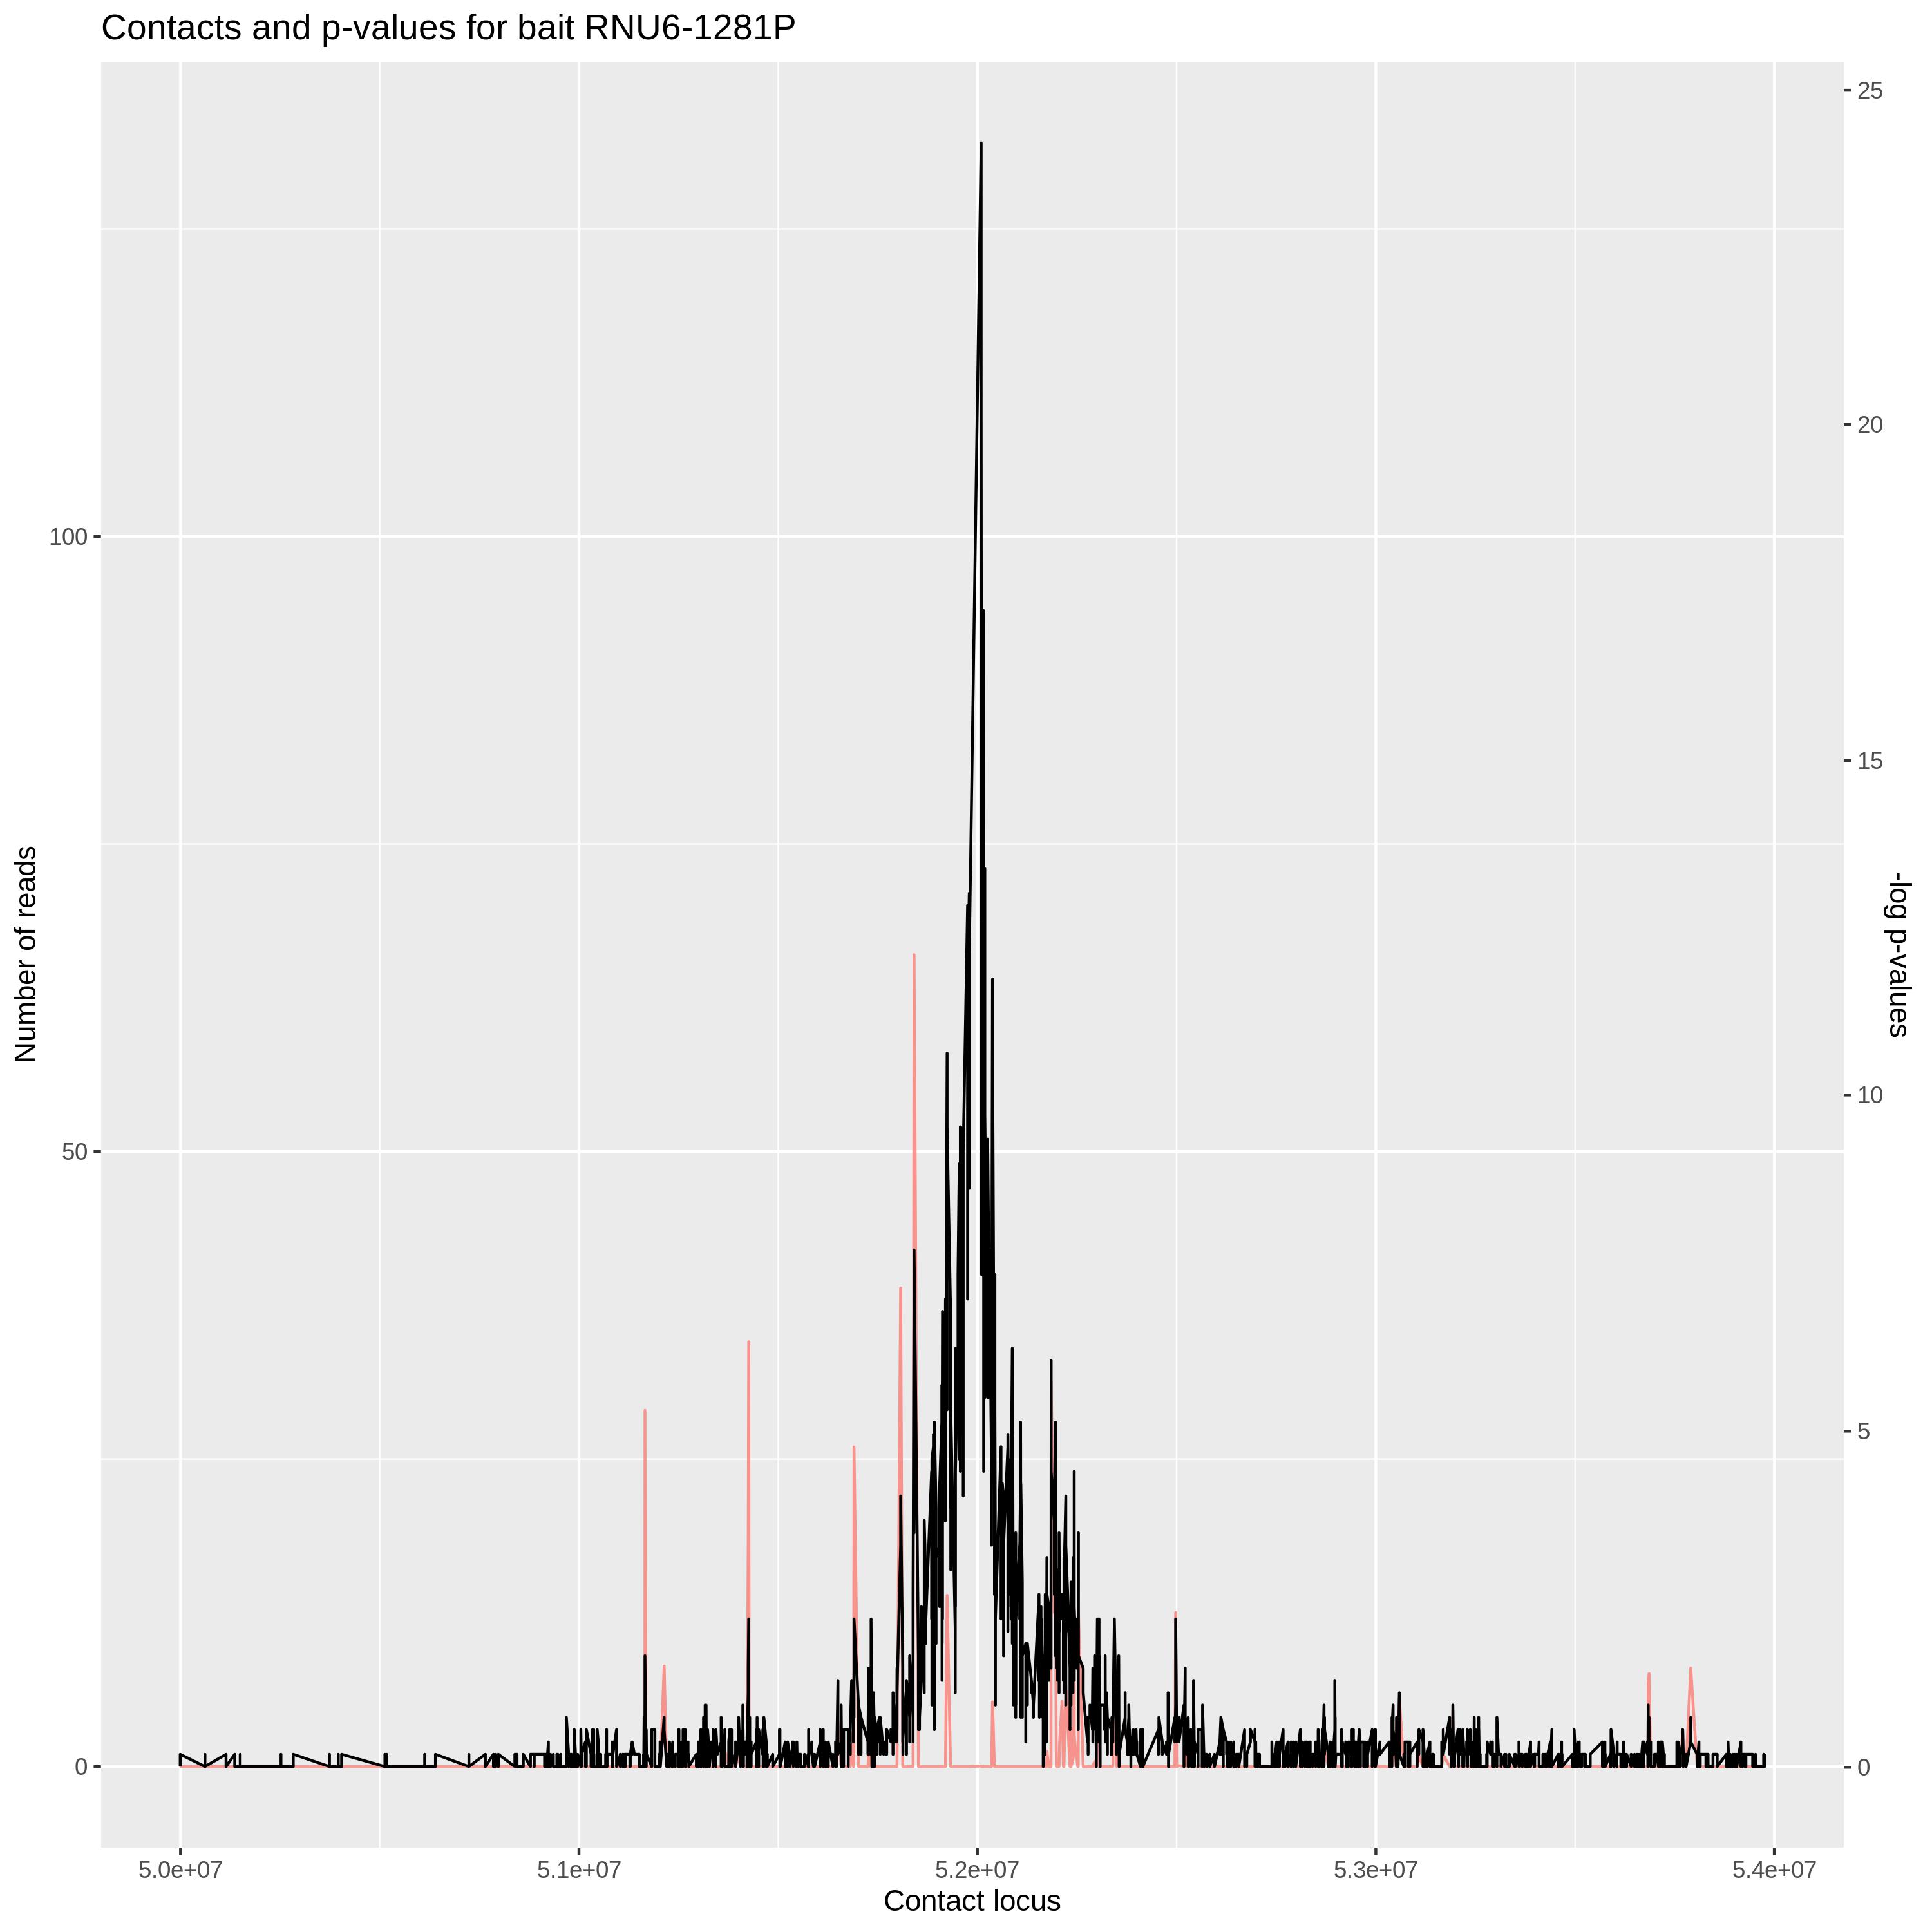 Contacts and p-values for bait RNU6-1281P
Number of reads
100
50
0
25
20
15
10
5
0
-log p-values
5.0e+07
5.1e+07
5.2e+07
5.3e+07
5.4e+07
Contact locus